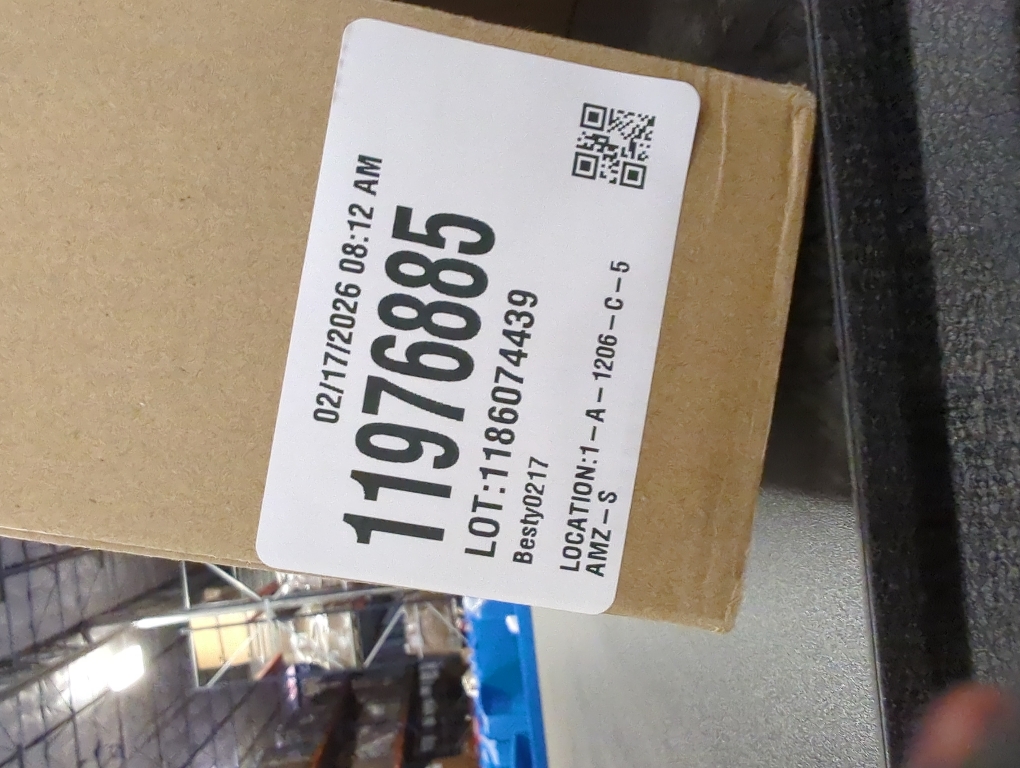 02/17/2026 08:12 AM
11976885
LOT:1186074439
Besty0217
LOCATION:1-A-1206-C-5
AMZ-S